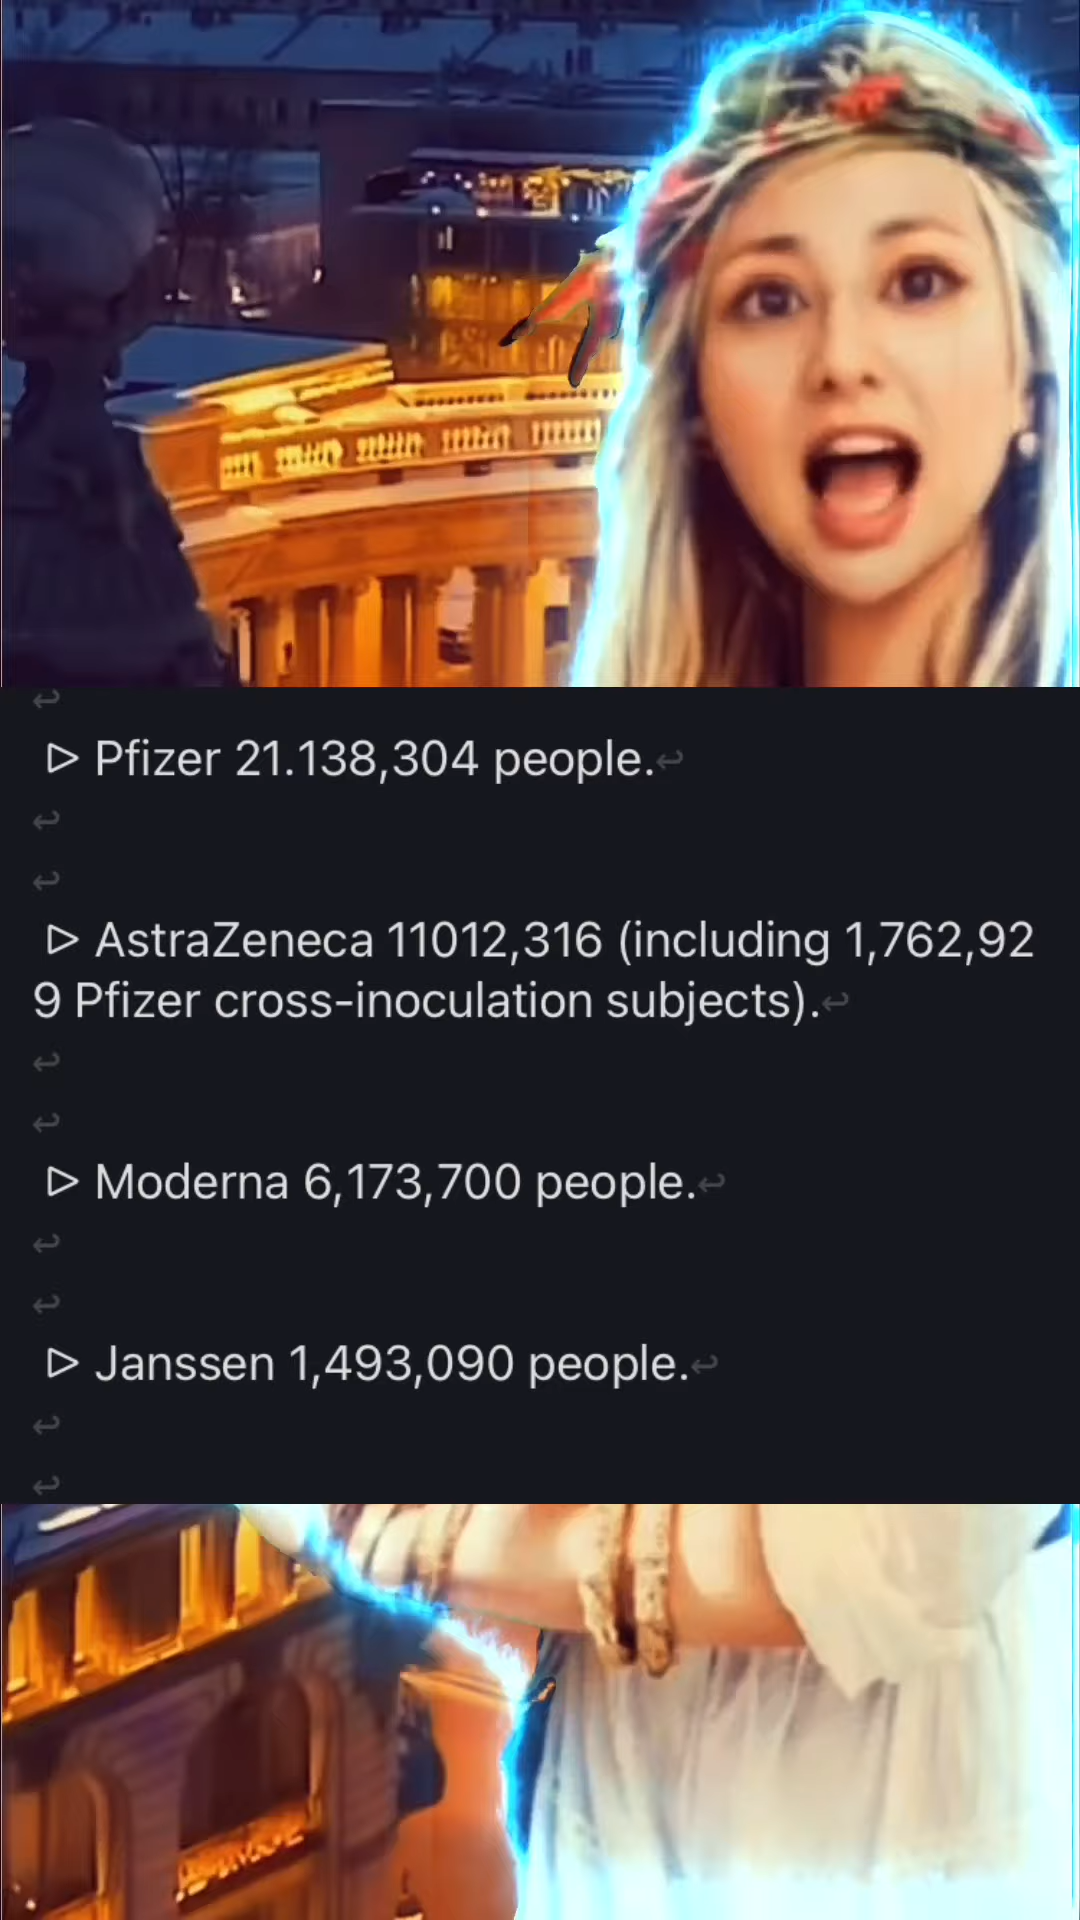 ▷ Pfizer 21.138,304 people.↩
▷ AstraZeneca 11012,316 (including 1,762,92
9 Pfizer cross-inoculation subjects).↩
▷ Moderna 6,173,700 people.↩
▷ Janssen 1,493,090 people.↩